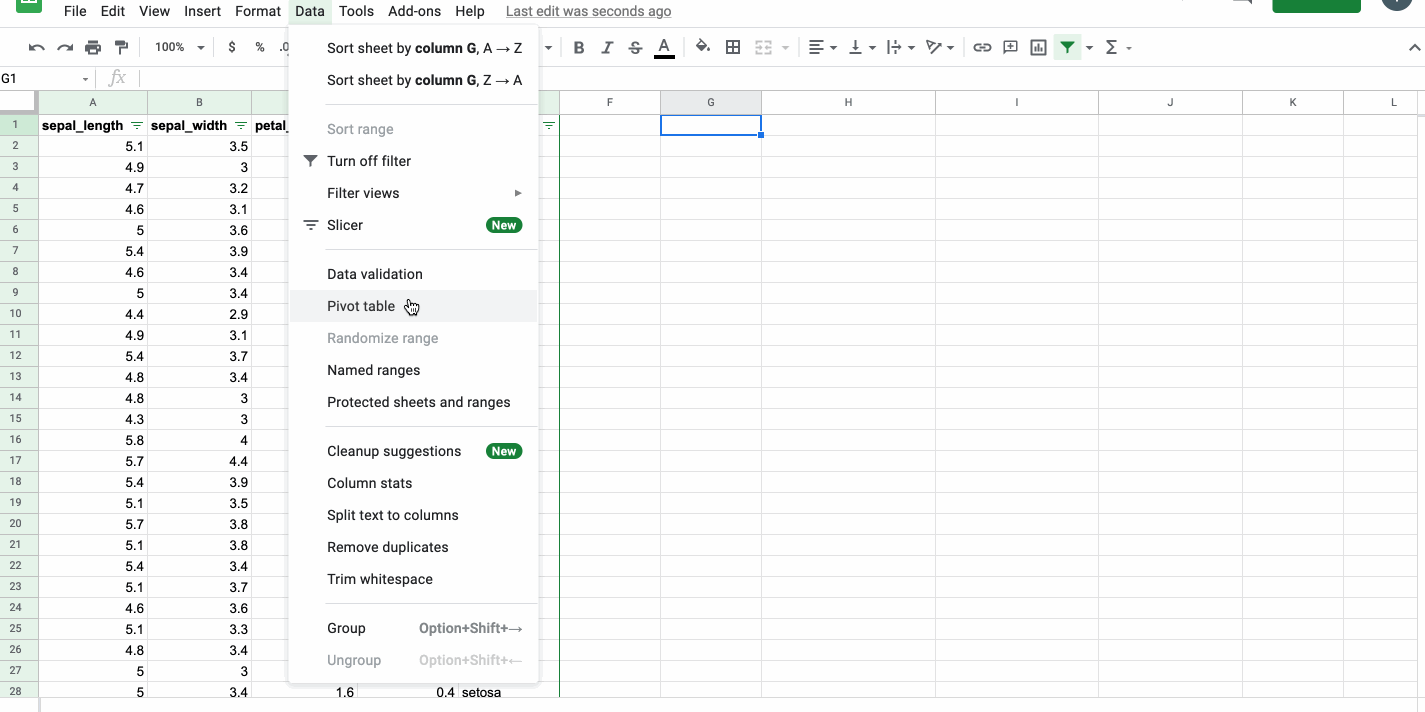 File Edit View Insert Format Data Tools Add-ons Help Last edit was seconds ago
100% $ % .0 B I S A Σ
G1 fx
A B F G H I J K L
1 sepal_length sepal_width petal_
2 5.1 3.5
3 4.9 3
4 4.7 3.2
5 4.6 3.1
6 5 3.6
7 5.4 3.9
8 4.6 3.4
9 5 3.4
10 4.4 2.9
11 4.9 3.1
12 5.4 3.7
13 4.8 3.4
14 4.8 3
15 4.3 3
16 5.8 4
17 5.7 4.4
18 5.4 3.9
19 5.1 3.5
20 5.7 3.8
21 5.1 3.8
22 5.4 3.4
23 5.1 3.7
24 4.6 3.6
25 5.1 3.3
26 4.8 3.4
27 5 3
28 5 3.4 1.6 0.4 setosa
Sort sheet by column G, A → Z
Sort sheet by column G, Z → A
Sort range
Turn off filter
Filter views ►
Slicer New
Data validation
Pivot table
Randomize range
Named ranges
Protected sheets and ranges
Cleanup suggestions New
Column stats
Split text to columns
Remove duplicates
Trim whitespace
Group Option+Shift+→
Ungroup Option+Shift+←